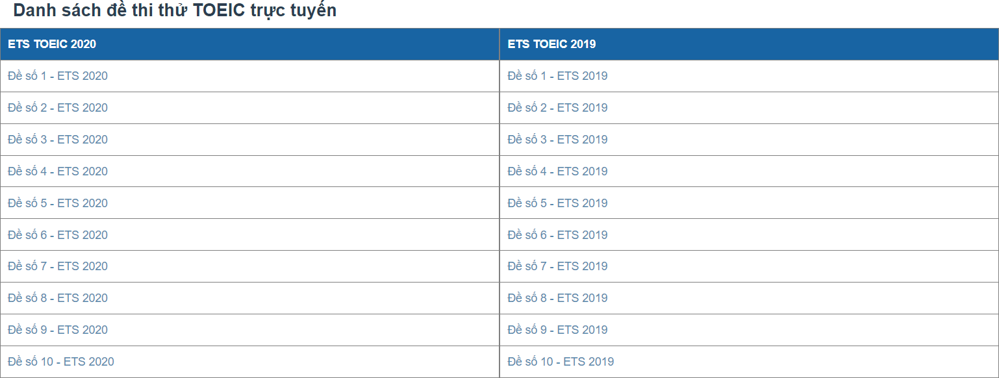 Danh sách đề thi thử TOEIC trực tuyến
ETS TOEIC 2020 ETS TOEIC 2019
Đề số 1 - ETS 2020 Đề số 1 - ETS 2019
Đề số 2 - ETS 2020 Đề số 2 - ETS 2019
Đề số 3 - ETS 2020 Đề số 3 - ETS 2019
Đề số 4 - ETS 2020 Đề số 4 - ETS 2019
Đề số 5 - ETS 2020 Đề số 5 - ETS 2019
Đề số 6 - ETS 2020 Đề số 6 - ETS 2019
Đề số 7 - ETS 2020 Đề số 7 - ETS 2019
Đề số 8 - ETS 2020 Đề số 8 - ETS 2019
Đề số 9 - ETS 2020 Đề số 9 - ETS 2019
Đề số 10 - ETS 2020 Đề số 10 - ETS 2019